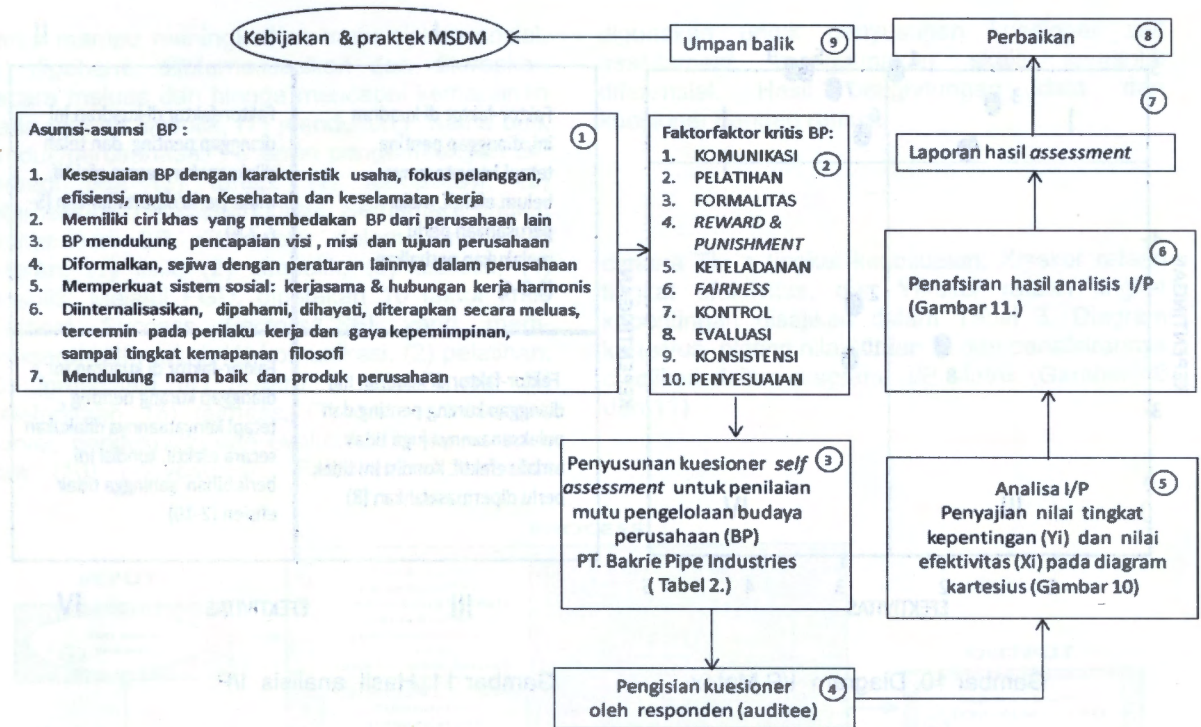 Kebijakan & praktek MSDM
Umpan balik 9
Perbaikan 8
7
Asumsi-asumsi BP : 1
1. Kesesuaian BP dengan karakteristik usaha, fokus pelanggan,
efisiensi, mutu dan Kesehatan dan keselamatan kerja
2. Memiliki ciri khas yang membedakan BP dari perusahaan lain
3. BP mendukung pencapaian visi , misi dan tujuan perusahaan
4. Diformalkan, sejiwa dengan peraturan lainnya dalam perusahaan
5. Memperkuat sistem sosial: kerjasama & hubungan kerja harmonis
6. Diinternalisasikan, dipahami, dihayati, diterapkan secara meluas,
tercermin pada perilaku kerja dan gaya kepemimpinan,
sampai tingkat kemapanan filosofi
7. Mendukung nama baik dan produk perusahaan
Faktorfaktor kritis BP:
1. KOMUNIKASI
2. PELATIHAN 2
3. FORMALITAS
4. REWARD &
PUNISHMENT
5. KETELADANAN
6. FAIRNESS
7. KONTROL
9. KONSISTENSI
10. PENYESUAIAN
Laporan hasil assessment
6
Penafsiran hasil analisis I/P
(Gambar 11.)
Penyusunan kuesioner self 3
assessment untuk penilaian
mutu pengelolaan budaya
perusahaan (BP)
PT. Bakrie Pipe Industries
( Tabel 2.)
Analisa I/P 5
Penyajian nilai tingkat
kepentingan (Yi) dan nilai
efektivitas (Xi) pada diagram
kartesius (Gambar 10)
Pengisian kuesioner 4
oleh responden (auditee)